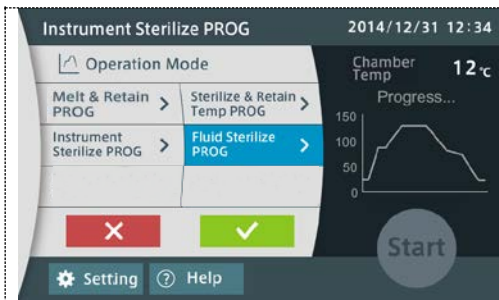 Instrument Sterilize PROG
2014/12/31 12:34
Operation Mode
Melt & Retain
PROG
Sterilize & Retain
Temp PROG
Instrument
Sterilize PROG
Fluid Sterilize
PROG
Chamber
Temp
12℃
Progress...
150
100
50
0
Start
Setting
Help